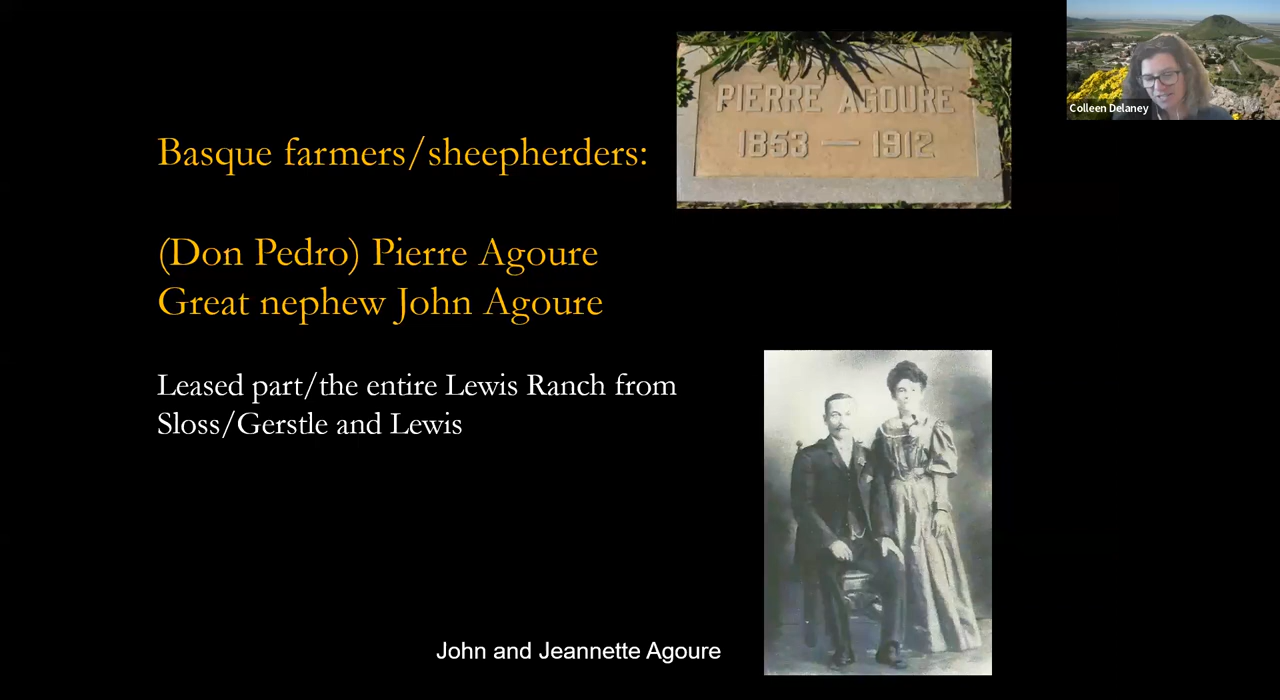 PIERRE AGOURE
1853 — 1912
Colleen Delaney
Basque farmers/sheepherders:
(Don Pedro) Pierre Agoure
Great nephew John Agoure
Leased part/the entire Lewis Ranch from
Sloss/Gerstle and Lewis
John and Jeannette Agoure